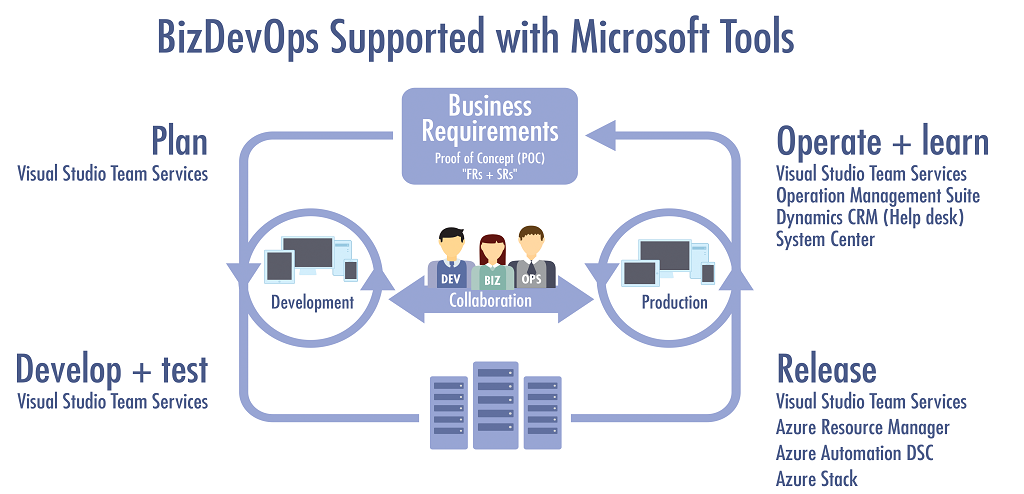 BizDevOps Supported with Microsoft Tools
Business
Requirements
Proof of Concept (POC)
"FRs + SRs"
Plan
Visual Studio Team Services
Operate + learn
Visual Studio Team Services
Operation Management Suite
Dynamics CRM (Help desk)
System Center
DEV
BIZ
OPS
Development
Collaboration
Production
Develop + test
Visual Studio Team Services
Release
Visual Studio Team Services
Azure Resource Manager
Azure Automation DSC
Azure Stack